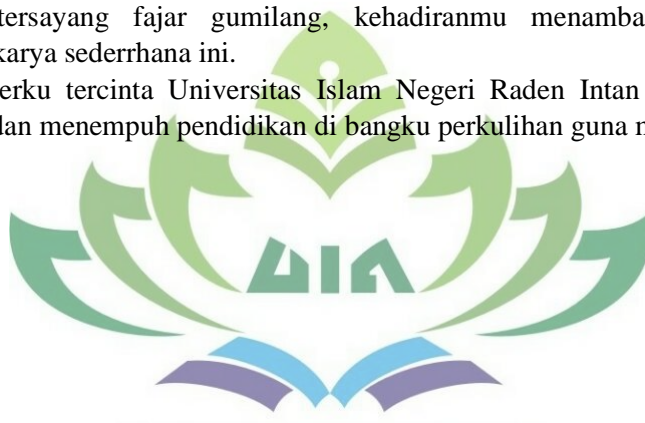 tersayang fajar gumilang, kehadiranmu menamba
karya sederrhana ini.
erku tercinta Universitas Islam Negeri Raden Intan
dan menempuh pendidikan di bangku perkulihan guna m
UIN